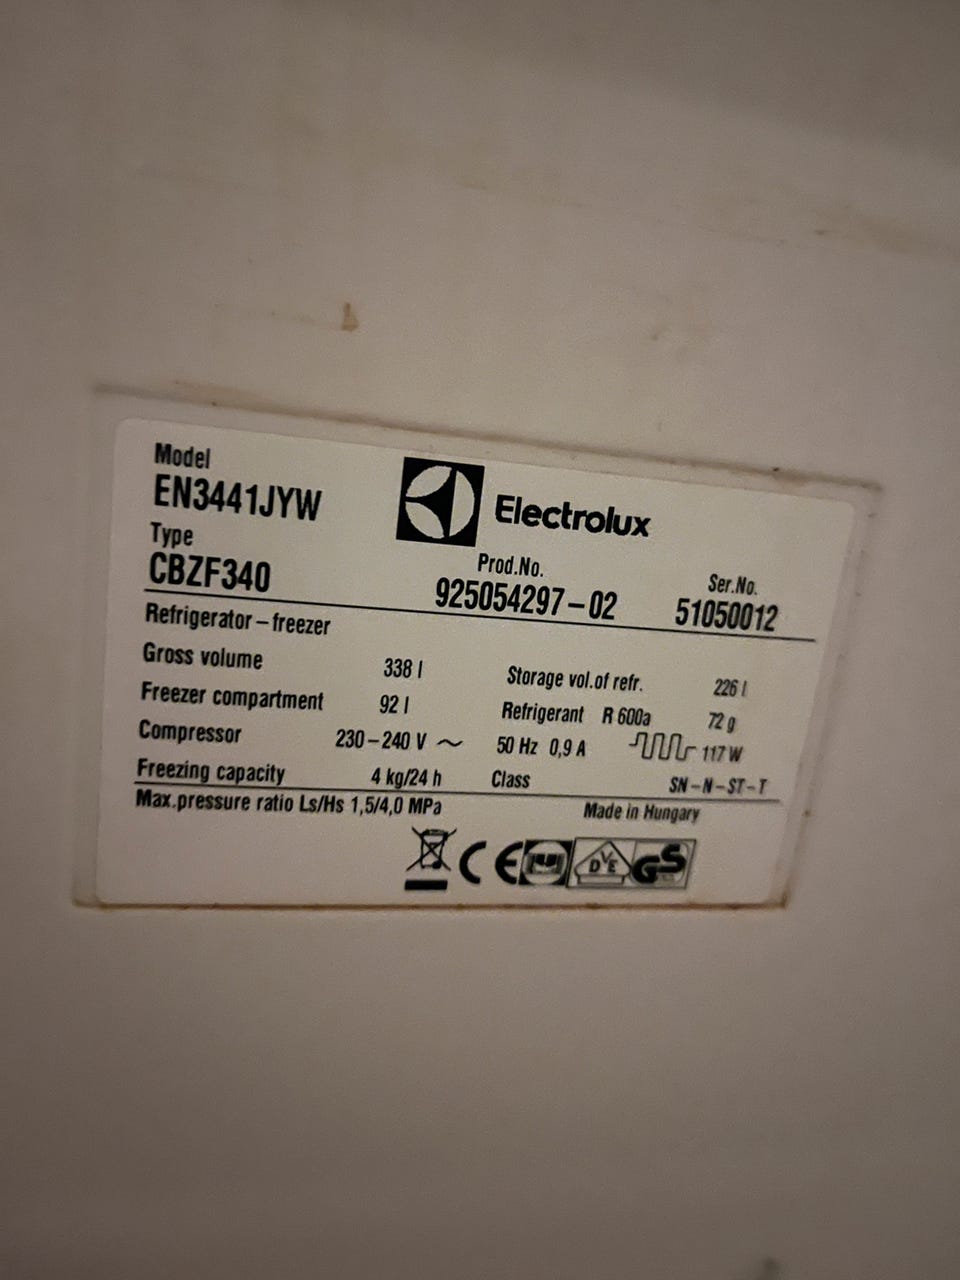 Model
EN3441JYW
Electrolux
Type
CBZF340
Prod.No.
925054297-02
Ser.No.
51050012
Refrigerator-freezer
Gross volume 338 l Storage vol.of refr. 226 l
Freezer compartment 92 l Refrigerant R 600a 72 g
Compressor 230-240 V ~ 50 Hz 0,9 A 117 W
Freezing capacity 4 kg/24 h Class SN-N-ST-T
Max.pressure ratio Ls/Hs 1,5/4,0 MPa Made in Hungary
CE DVE GS